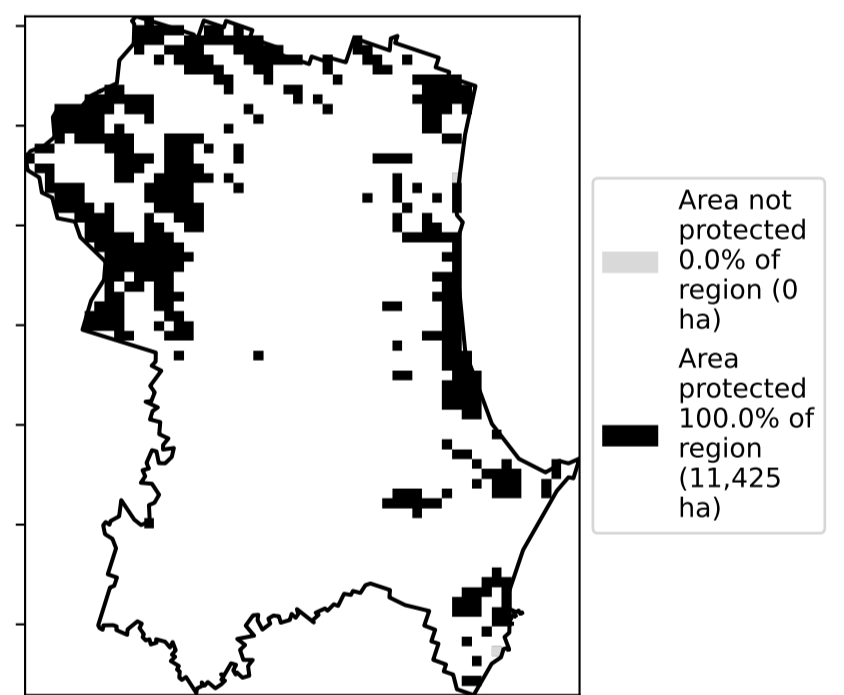 Area not
protected
0.0% of
region (0
ha)
Area
protected
100.0% of
region
(11,425
ha)